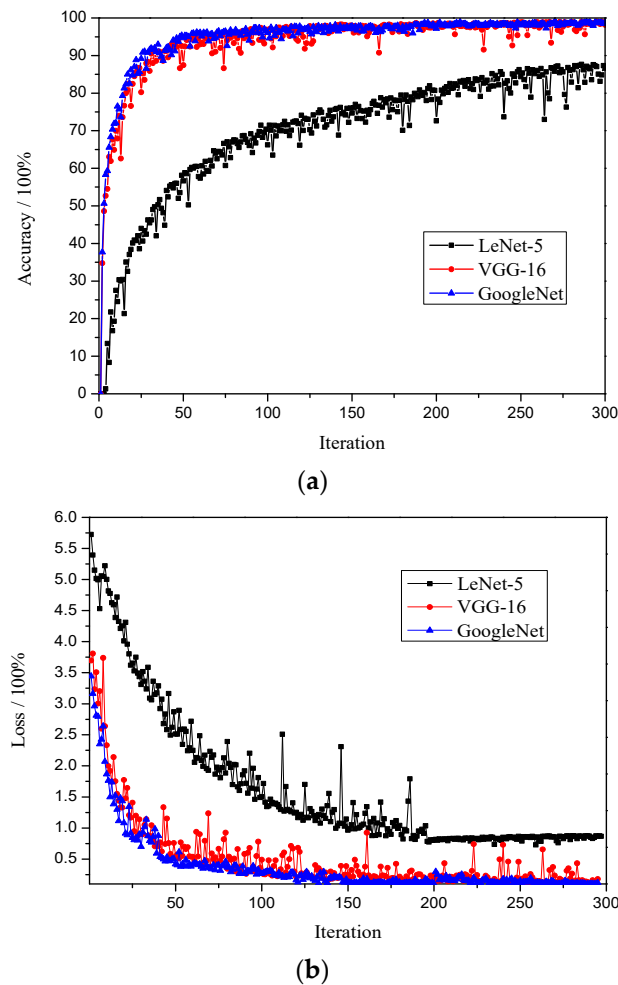 100
90
80
70
60
50
40
30
20
10
0
Accuracy / 100%
LeNet-5
VGG-16
GoogleNet
0 50 100 150 200 250 300
Iteration
(a)
6.0
5.5
5.0
4.5
4.0
3.5
3.0
2.5
2.0
1.5
1.0
0.5
Loss / 100%
LeNet-5
VGG-16
GoogleNet
50 100 150 200 250 300
Iteration
(b)